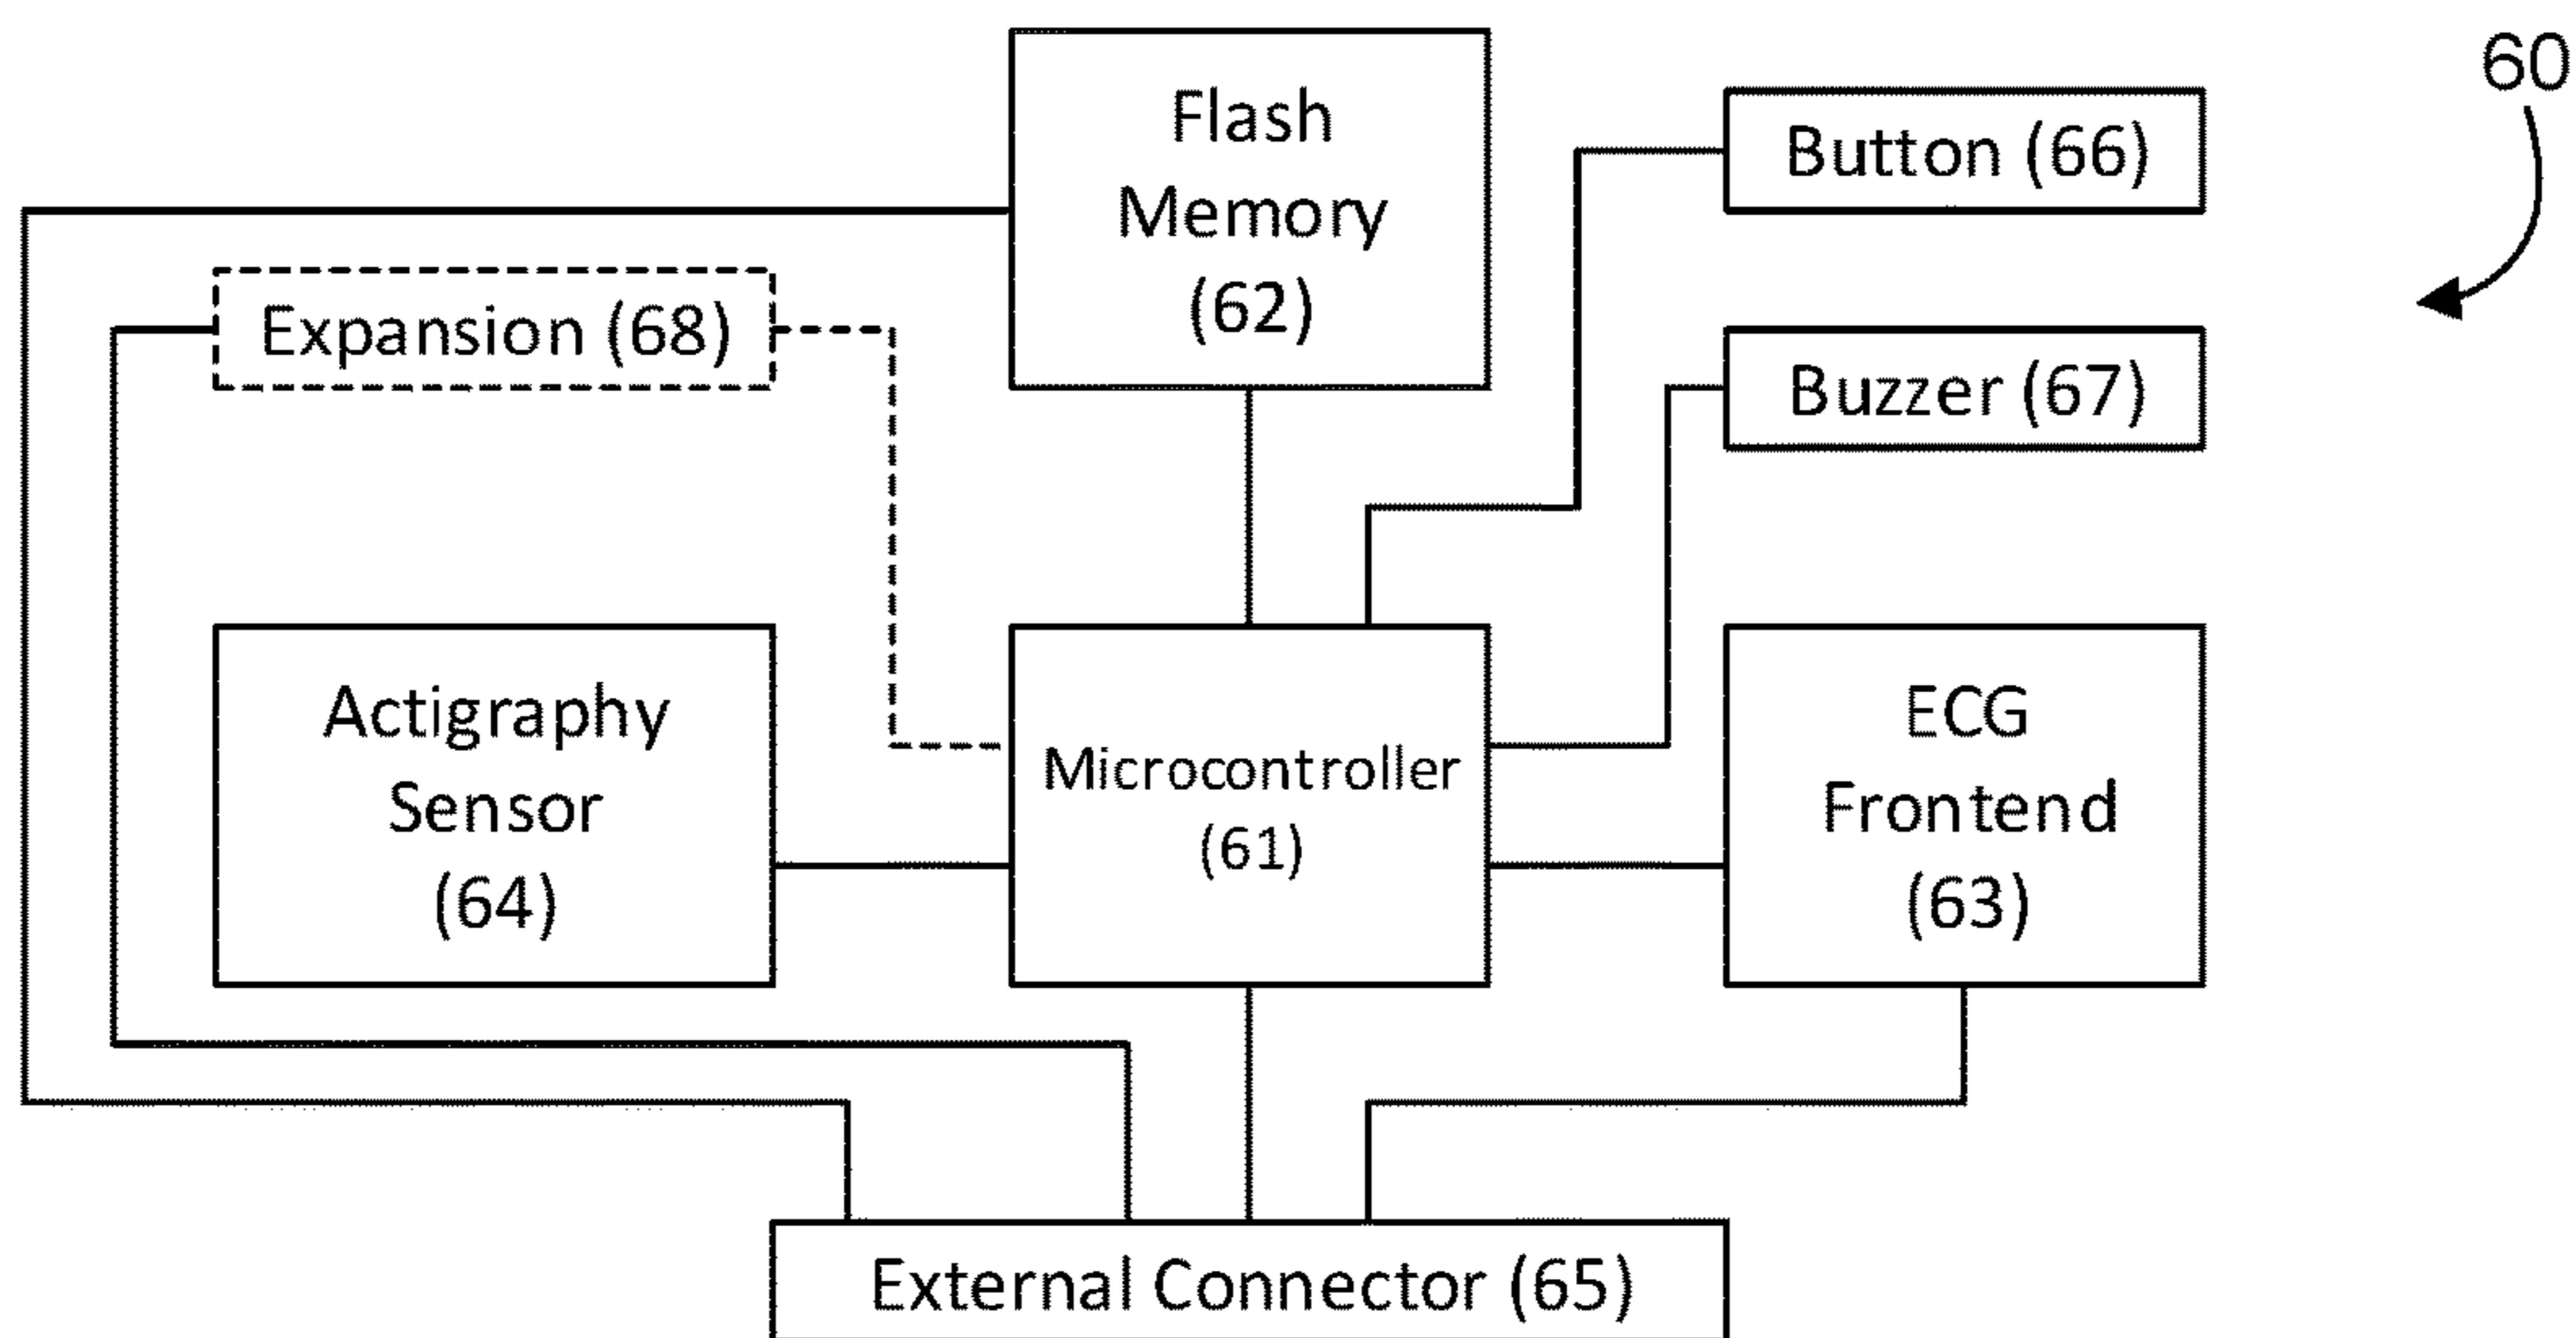 60
Flash
Memory
(62)
Button (66)
Expansion (68)
Buzzer (67)
Actigraphy
Sensor
(64)
Microcontroller
(61)
ECG
Frontend
(63)
External Connector (65)